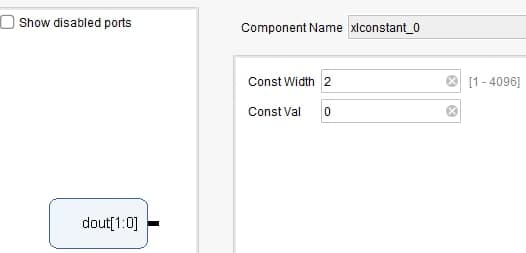 Show disabled ports
Component Name xlconstant_0
Const Width 2 [1 - 4096]
Const Val 0
dout[1:0]